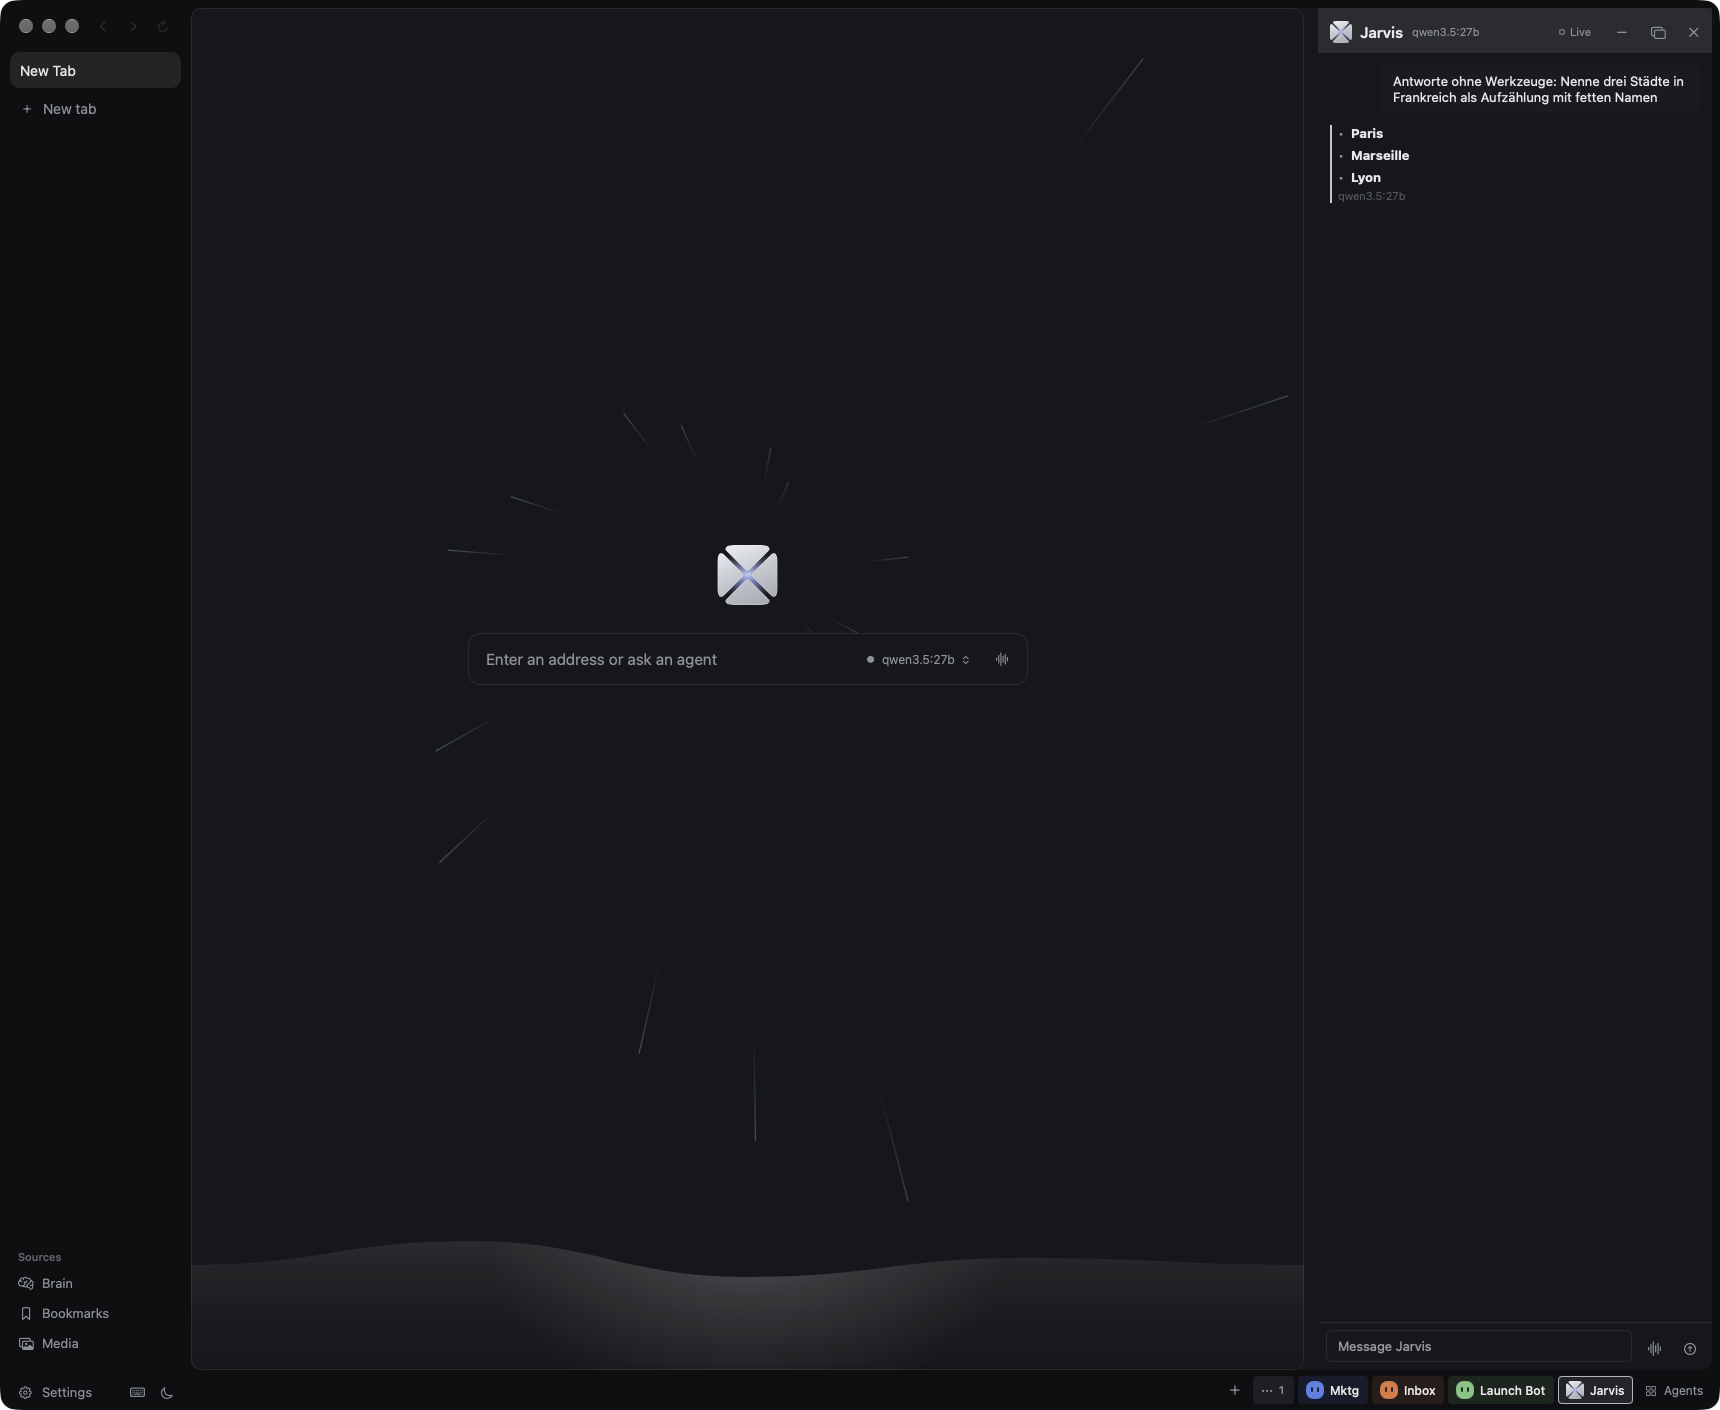 New Tab
+ New tab
Sources
Brain
Bookmarks
Media
Settings
Enter an address or ask an agent
qwen3.5:27b
Jarvis qwen3.5:27b Live
Antworte ohne Werkzeuge: Nenne drei Städte in
Frankreich als Aufzählung mit fetten Namen
• Paris
• Marseille
• Lyon
qwen3.5:27b
Message Jarvis
+ ··· 1 Mktg Inbox Launch Bot Jarvis Agents